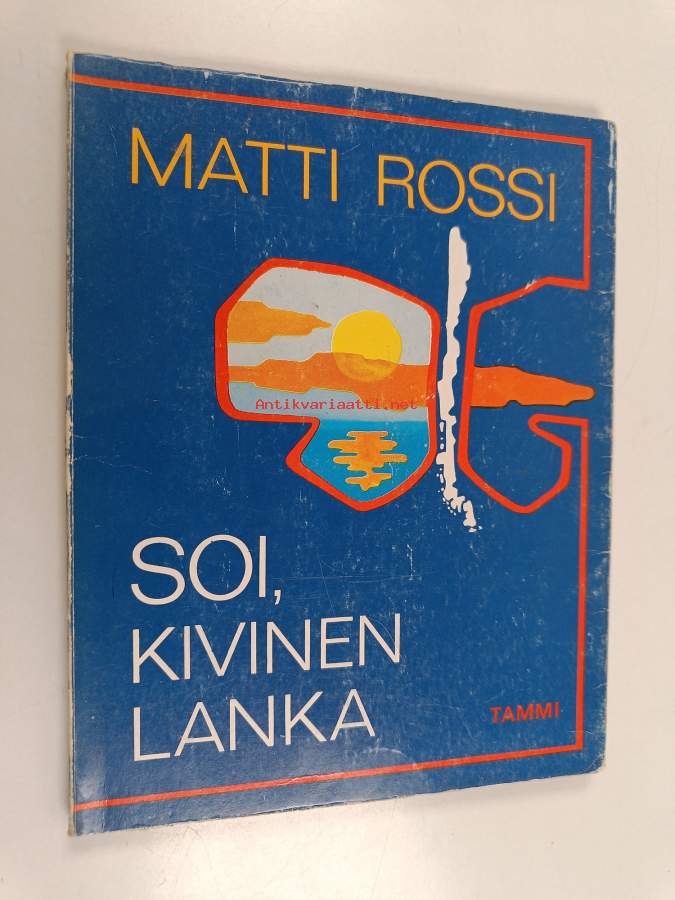 MATTI ROSSI
Antikvariaatti.net
SOI,
KIVINEN
LANKA
TAMMI